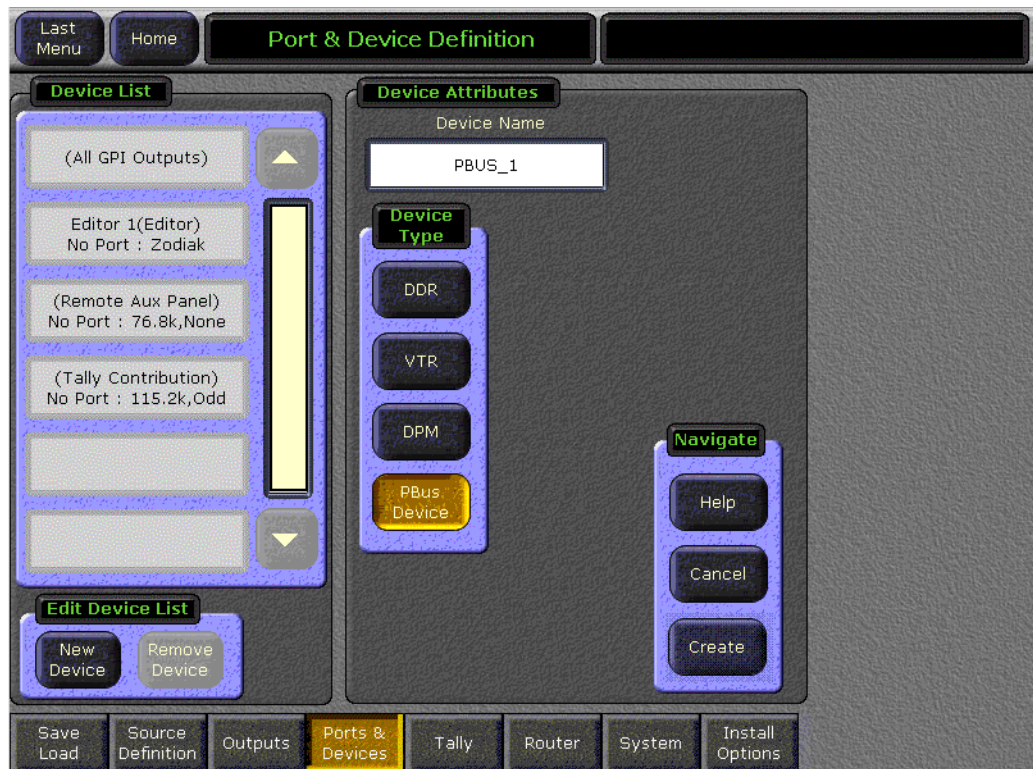 Last
Menu
Home
Port & Device Definition
Device List
(All GPI Outputs)
Editor 1(Editor)
No Port : Zodiak
(Remote Aux Panel)
No Port : 76.8k,None
(Tally Contribution)
No Port : 115.2k,Odd
Edit Device List
New
Device
Remove
Device
Device Attributes
Device Name
PBUS_1
Device
Type
DDR
VTR
DPM
PBus
Device
Navigate
Help
Cancel
Create
Save
Load
Source
Definition
Outputs
Ports &
Devices
Tally
Router
System
Install
Options